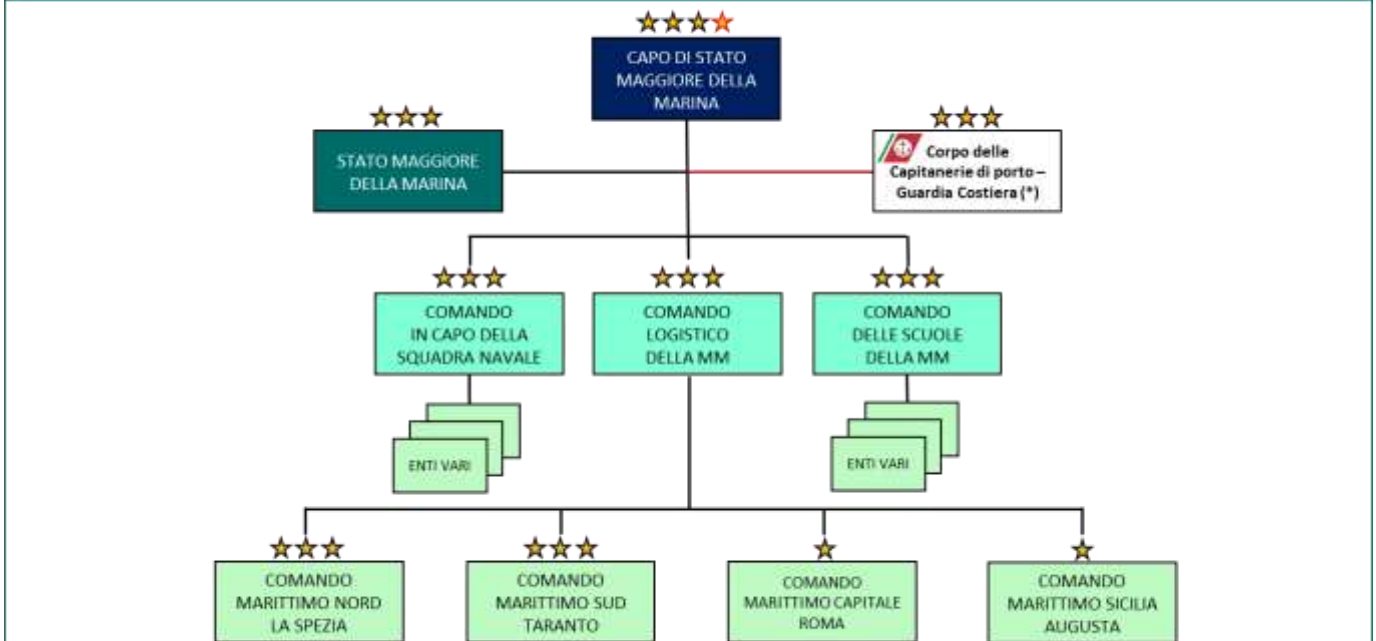 CAPO DI STATO
MAGGIORE DELLA
MARINA
STATO MAGGIORE
DELLA MARINA
Corpo delle
Capitanerie di porto –
Guardia Costiera (*)
COMANDO
IN CAPO DELLA
SQUADRA NAVALE
COMANDO
LOGISTICO
DELLA MM
COMANDO
DELLE SCUOLE
DELLA MM
ENTI VARI
ENTI VARI
COMANDO
MARITTIMO NORD
LA SPEZIA
COMANDO
MARITTIMO SUD
TARANTO
COMANDO
MARITTIMO CAPITALE
ROMA
COMANDO
MARITTIMO SICILIA
AUGUSTA